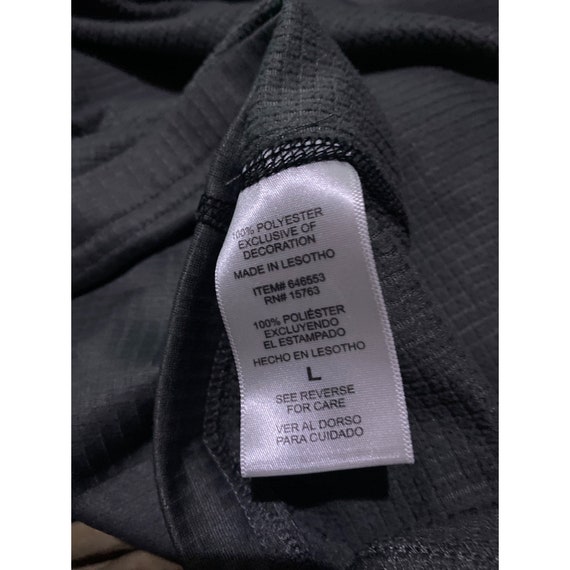 100% POLYESTER
EXCLUSIVE OF
DECORATION
MADE IN LESOTHO
ITEM# 646553
RN# 15763
100% POLIÉSTER
EXCLUYENDO
EL ESTAMPADO
HECHO EN LESOTHO
L
SEE REVERSE
FOR CARE
VER AL DORSO
PARA CUIDADO